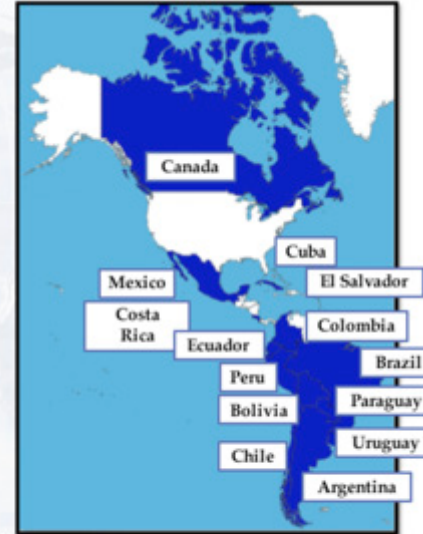 Canada
Cuba
Mexico
El Salvador
Costa
Rica
Colombia
Ecuador
Brazil
Peru
Paraguay
Bolivia
Uruguay
Chile
Argentina